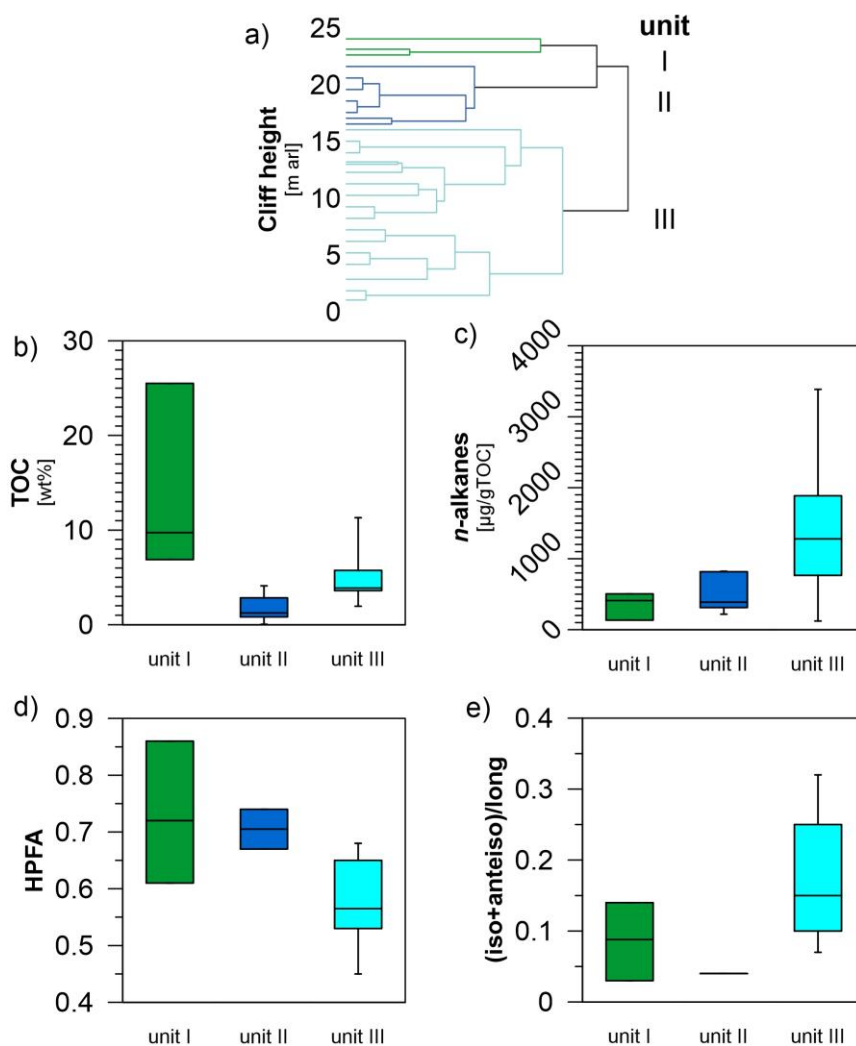 a)
unit
25
20
15
10
5
0
Cliff height
[m arl]
I
II
III
b)
30
20
10
0
TOC
[wt%]
unit I
unit II
unit III
c)
4000
3000
2000
1000
0
n-alkanes
[µg/gTOC]
unit I
unit II
unit III
d)
0.9
0.8
0.7
0.6
0.5
0.4
HPFA
unit I
unit II
unit III
e)
0.4
0.3
0.2
0.1
0
(iso+anteiso)/long
unit I
unit II
unit III